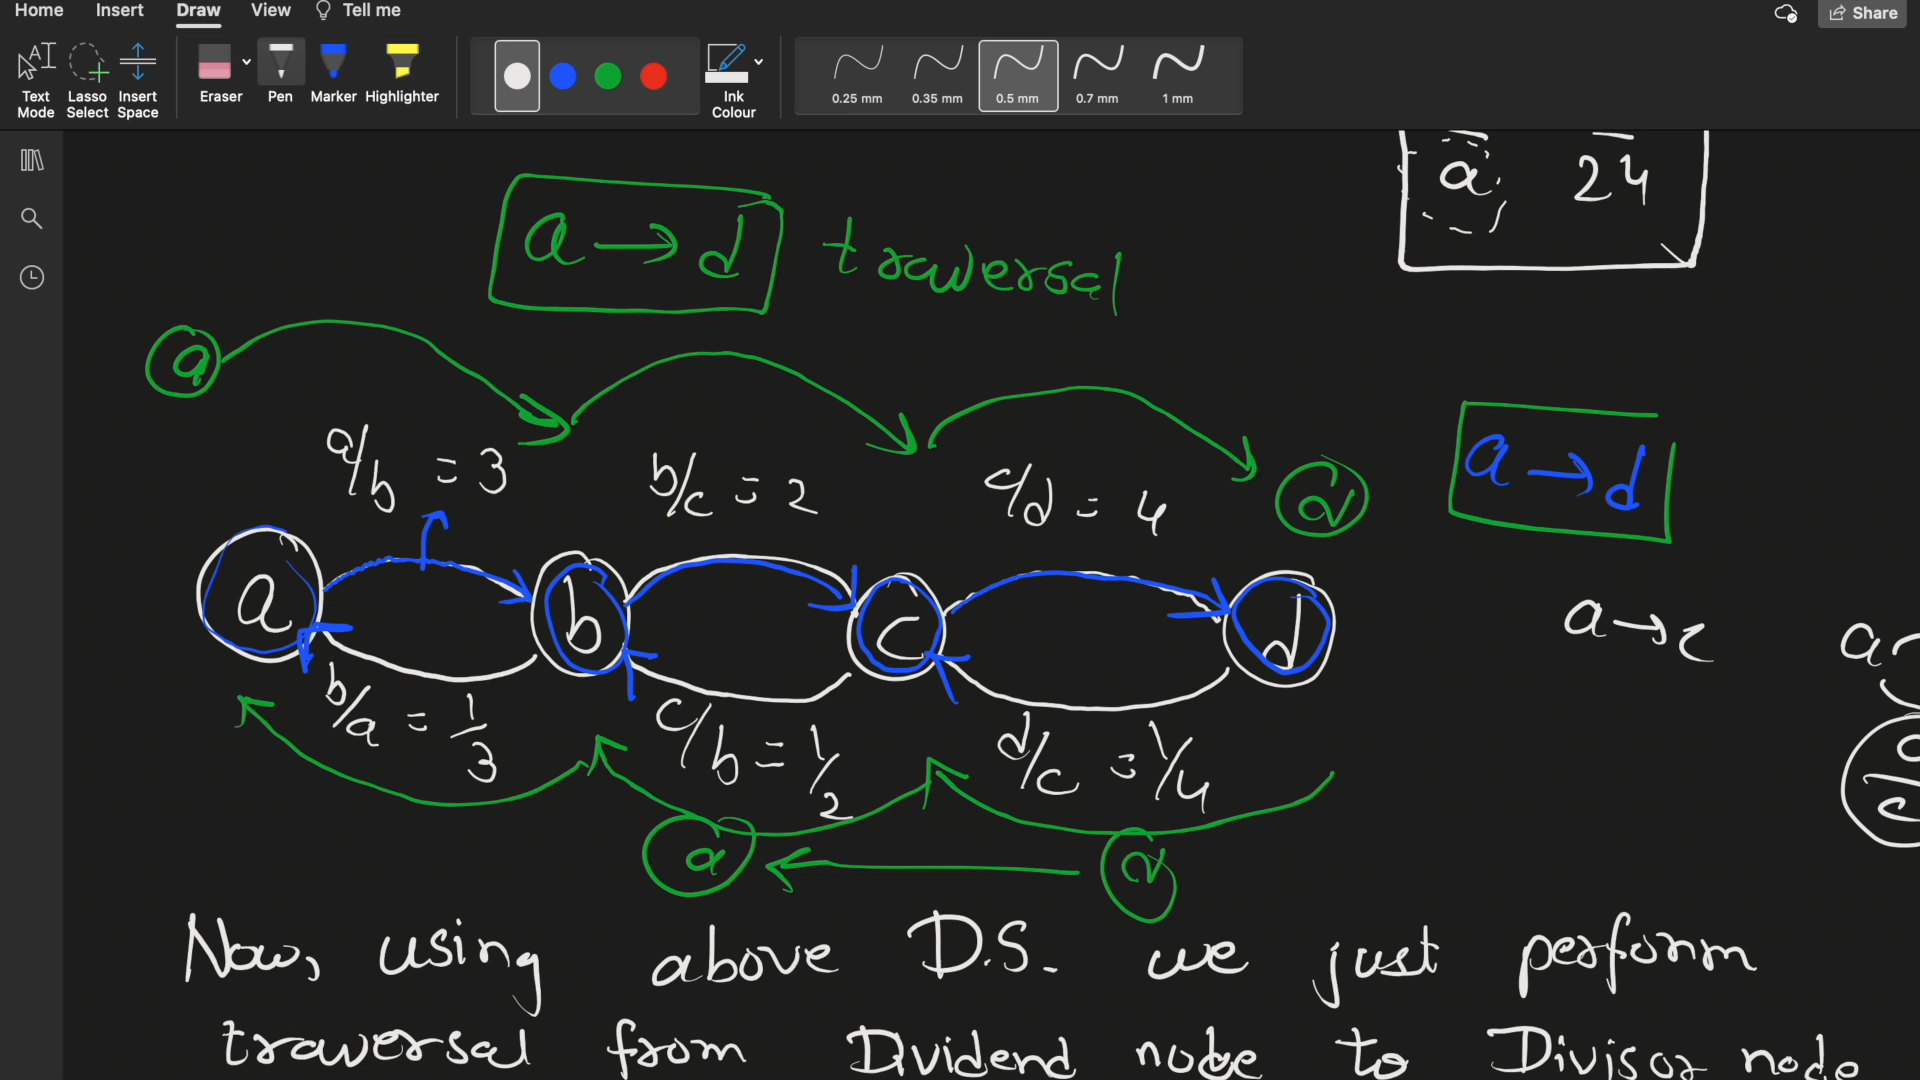 Home Insert Draw View Tell me Share
Text Mode Lasso Select Insert Space Eraser Pen Marker Highlighter Ink Colour 0.25 mm 0.35 mm 0.5 mm 0.7 mm 1 mm
a 24
a → d traversal
a
a/b = 3 b/c = 2 c/d = 4 d a → d
a b c d a → c
b/a = 1/3 c/b = 1/2 d/c = 1/4
a d
Now, using above D.S. we just perform
traversal from Dividend node to Divisor node